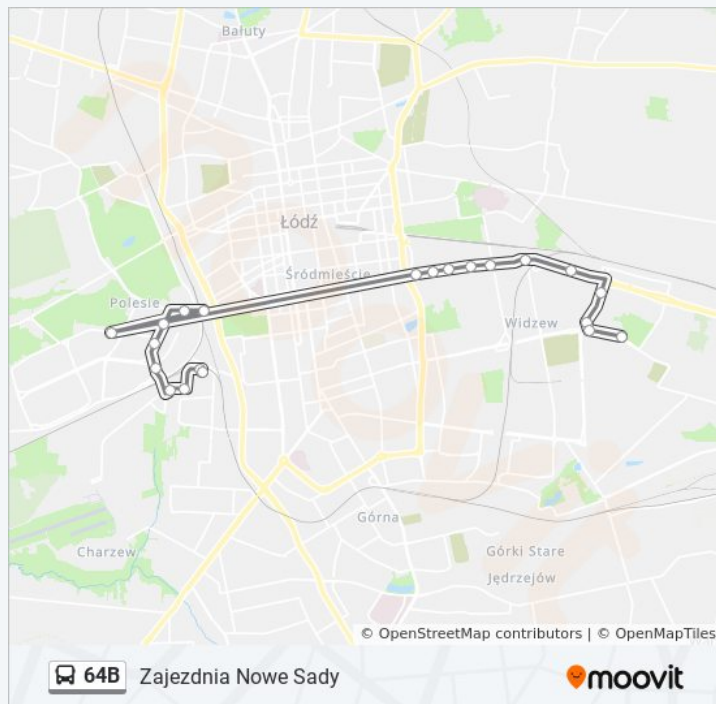 Bałuty
Łódź
Śródmieście
Polesie
Widzew
Górna
Charzew
Górki Stare
Jędrzejów
© OpenStreetMap contributors | © OpenMapTiles
64B Zajezdnia Nowe Sady
moovit